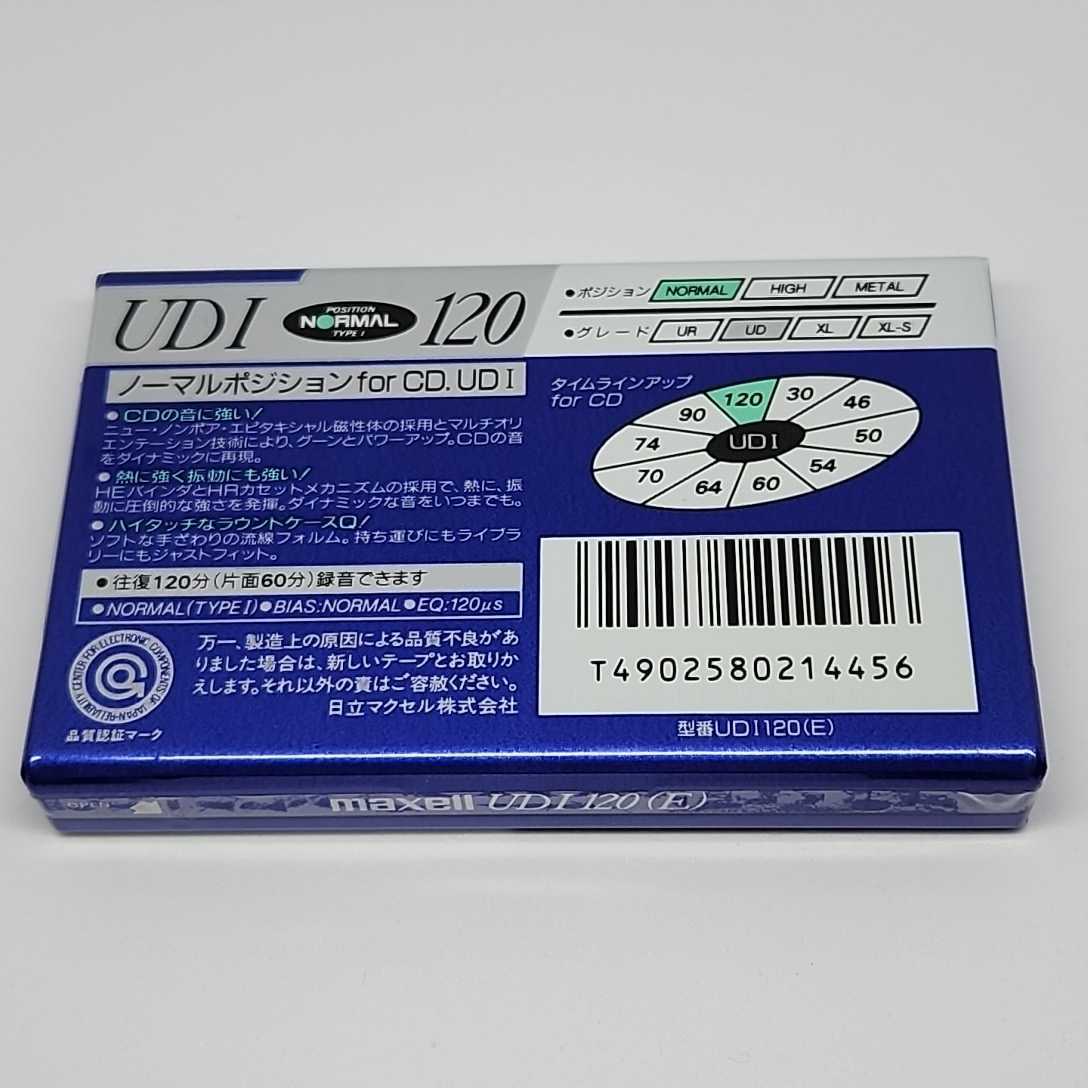 UD I
POSITION
NORMAL
TYPE I
120
●ポジション NORMAL HIGH METAL
●グレード UR UD XL XL-S
ノーマルポジション for CD. UD I
●CDの音に強い!
ニュー・ノンポア・エピタキシャル磁性体の採用とマルチオリ
エンテーション技術により、グーンとパワーアップ。CDの音
をダイナミックに再現。
●熱に強く振動にも強い!
HEバインダとHRカセットメカニズムの採用で、熱に、振
動に圧倒的な強さを発揮。ダイナミックな音をいつまでも。
●ハイタッチなラウンドケースQ!
ソフトな手ざわりの流線フォルム。持ち運びにもライブラ
リーにもジャストフィット。
●往復120分(片面60分)録音できます
●NORMAL(TYPE I)●BIAS:NORMAL●EQ:120μs
RELIABILITY CENTER FOR ELECTRONIC COMPONENTS OF JAPAN
品質認証マーク
万一、製造上の原因による品質不良があ
りました場合は、新しいテープとお取りか
えします。それ以外の責はご容赦ください。
日立マクセル株式会社
タイムラインアップ
for CD
120
30
46
50
54
60
64
70
74
90
UD I
T4902580214456
型番UD I 120(E)
OPEN
maxell UD I 120(E)